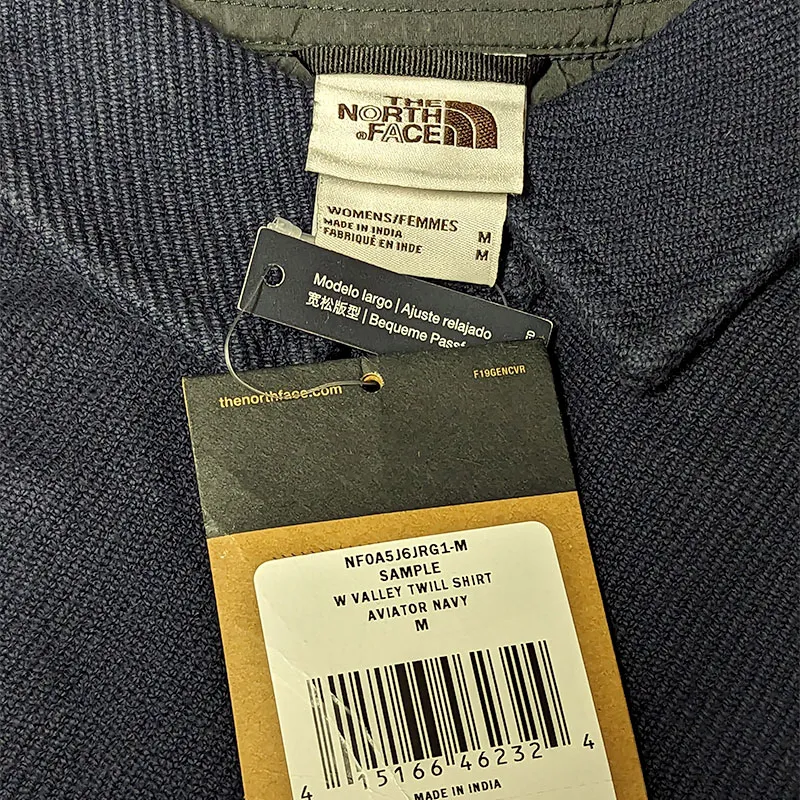 THE
NORTH
FACE
WOMENS/FEMMES
MADE IN INDIA M
FABRIQUÉ EN INDE M
Modelo largo | Ajuste relajado
宽松版型 | Bequeme
thenorthface.com
F19GENCVR
NF0A5J6JRG1-M
SAMPLE
W VALLEY TWILL SHIRT
AVIATOR NAVY
M
4 15166 46232 4
MADE IN INDIA